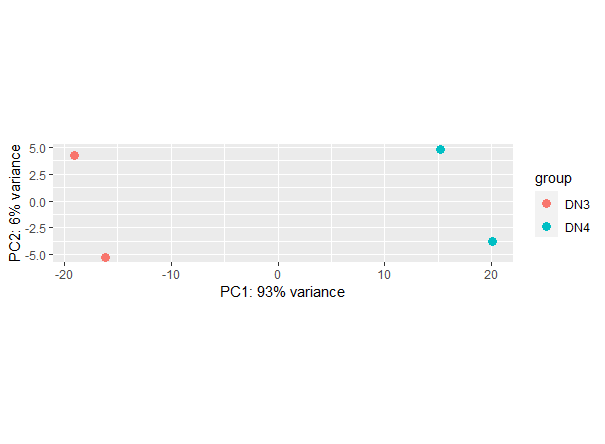 PC2: 6% variance
5.0
2.5
0.0
-2.5
-5.0
-20 -10 0 10 20
PC1: 93% variance
group
DN3
DN4